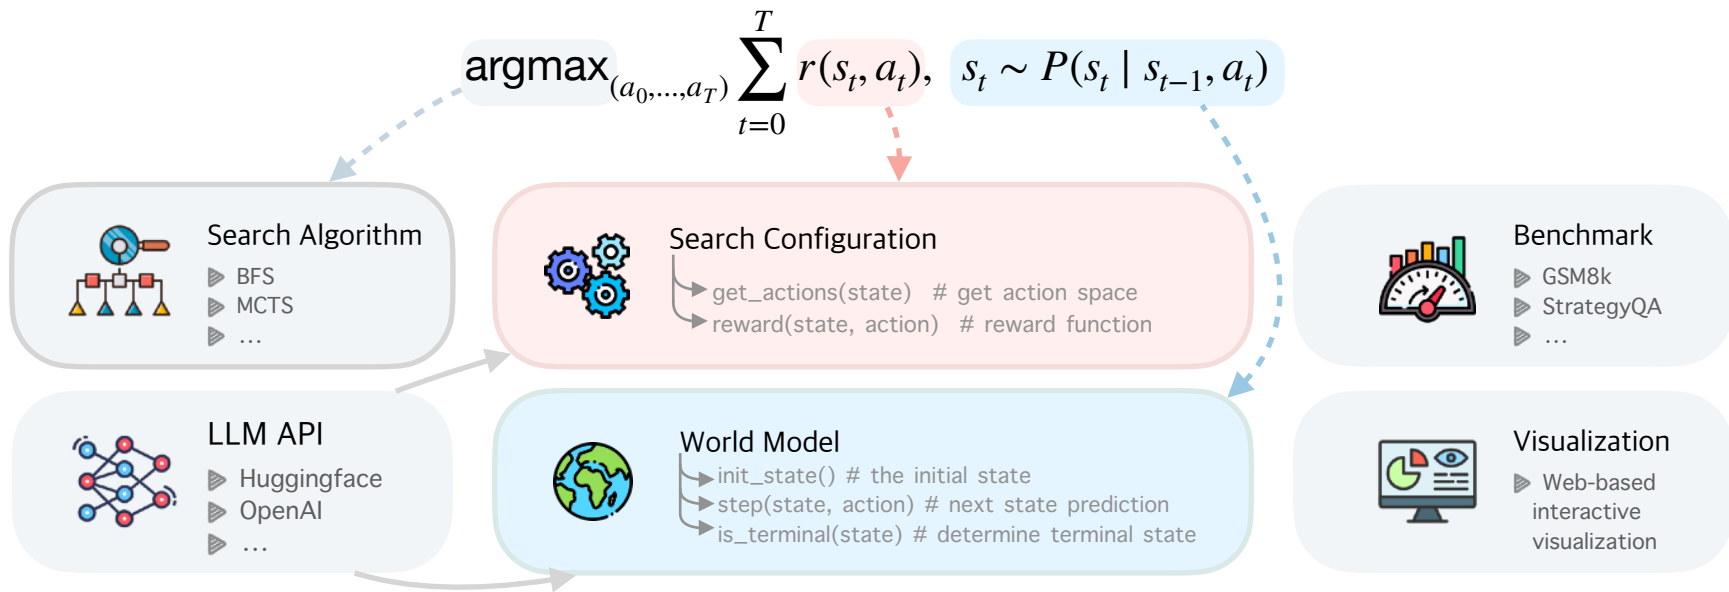 argmax(a_0,...,a_T) ∑_{t=0}^{T} r(s_t, a_t), s_t ∼ P(s_t | s_{t−1}, a_t)
Search Algorithm
BFS
MCTS
...
Search Configuration
get_actions(state) # get action space
reward(state, action) # reward function
Benchmark
GSM8k
StrategyQA
...
LLM API
Huggingface
OpenAI
...
World Model
init_state() # the initial state
step(state, action) # next state prediction
is_terminal(state) # determine terminal state
Visualization
Web-based
interactive
visualization